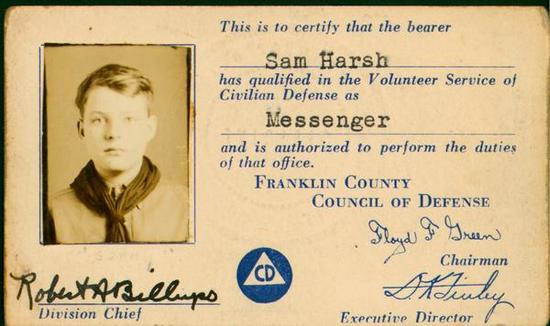 This is to certify that the bearer
Sam Harsh
has qualified in the Volunteer Service of
Civilian Defense as
Messenger
and is authorized to perform the duties
of that office.
FRANKLIN COUNTY
COUNCIL OF DEFENSE
Floyd F Green
Chairman
CD
Robert A Billups
Division Chief
Executive Director